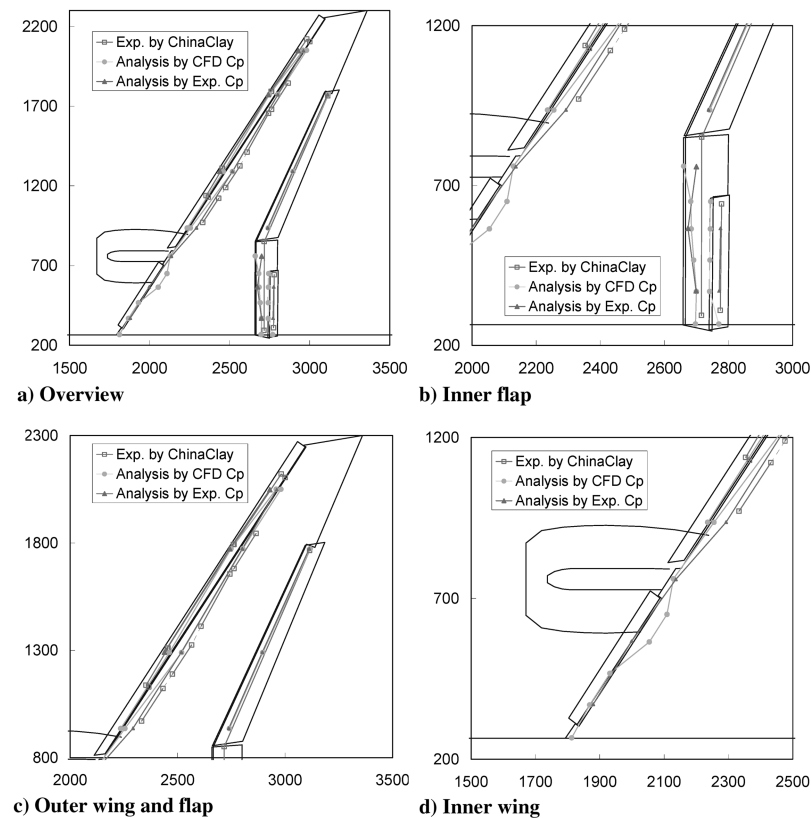 2200
1700
1200
700
200
1500 2000 2500 3000 3500
Exp. by ChinaClay
Analysis by CFD Cp
Analysis by Exp. Cp
a) Overview
1200
700
200
2000 2200 2400 2600 2800 3000
Exp. by ChinaClay
Analysis by CFD Cp
Analysis by Exp. Cp
b) Inner flap
2300
1800
1300
800
2000 2500 3000 3500
Exp. by ChinaClay
Analysis by CFD Cp
Analysis by Exp. Cp
c) Outer wing and flap
1200
700
200
1500 1700 1900 2100 2300 2500
Exp. by ChinaClay
Analysis by CFD Cp
Analysis by Exp. Cp
d) Inner wing